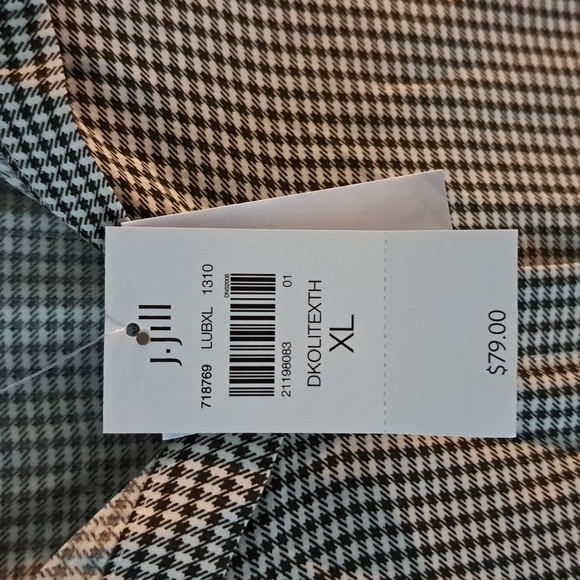 J.Jill
718769 LUBXL 1310
21198083 01
DKOLITEXTH
XL
$79.00